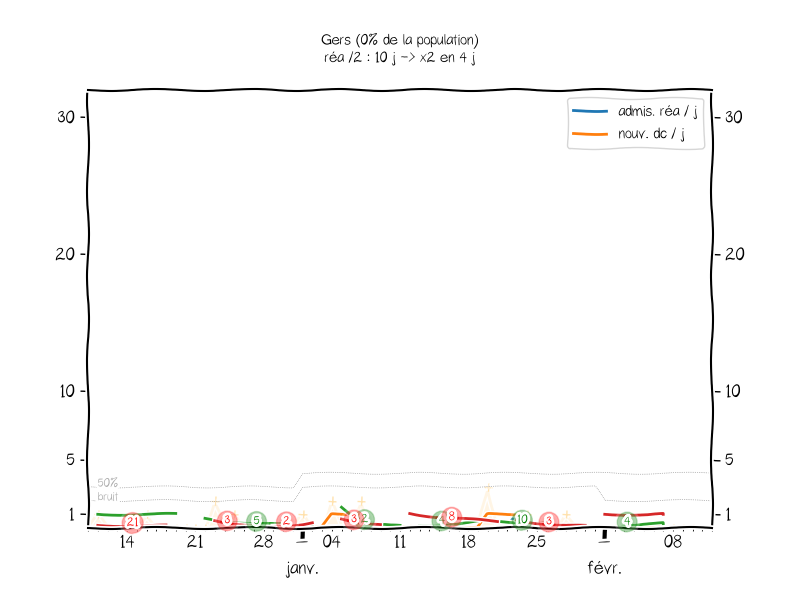 Gers (0% de la population)
réa /2 : 10 j -> x2 en 4 j
admis. réa / j
nouv. dc / j
30 30
20 20
10 10
5 5
50%
bruit
1 1
21 3 5 2 3 2 4 8 10 3 4
14 21 28 04 11 18 25 08
janv. févr.